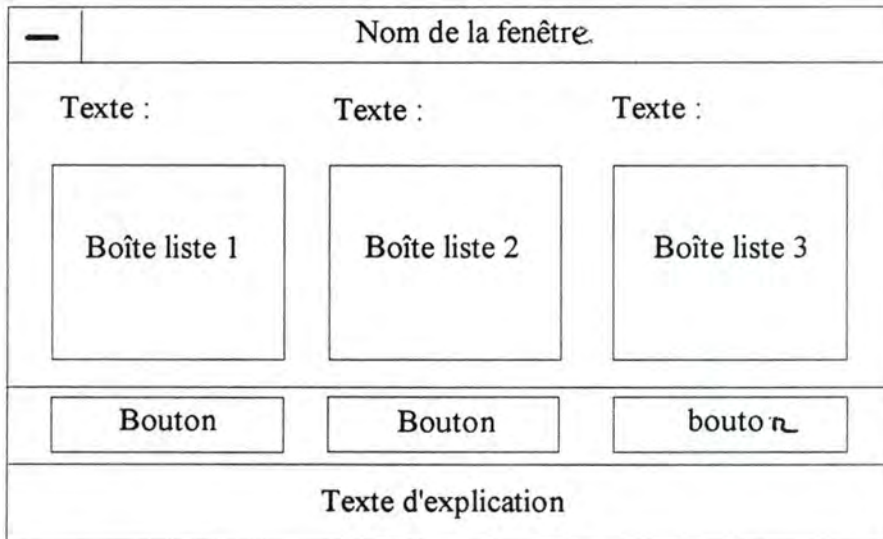 Nom de la fenêtre
Texte : Texte : Texte :
Boîte liste 1 Boîte liste 2 Boîte liste 3
Bouton Bouton bouton
Texte d'explication